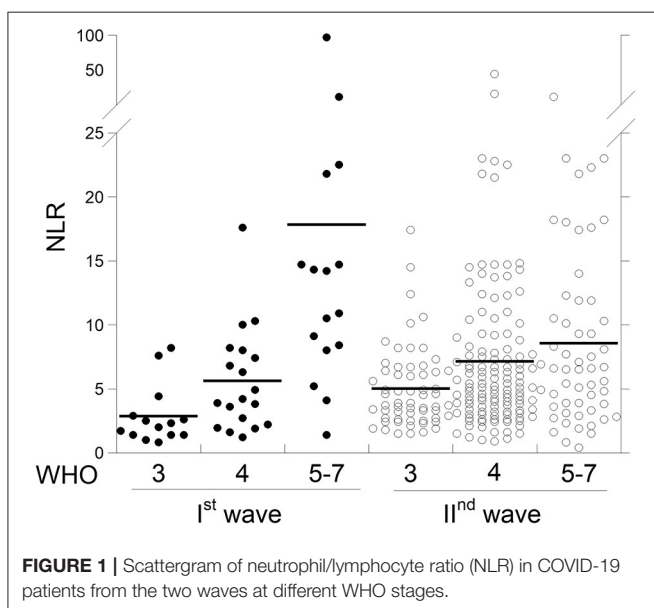 100
50
25
20
15
10
5
0
NLR
WHO 3 4 5-7 3 4 5-7
Ist wave IInd wave
FIGURE 1 | Scattergram of neutrophil/lymphocyte ratio (NLR) in COVID-19
patients from the two waves at different WHO stages.